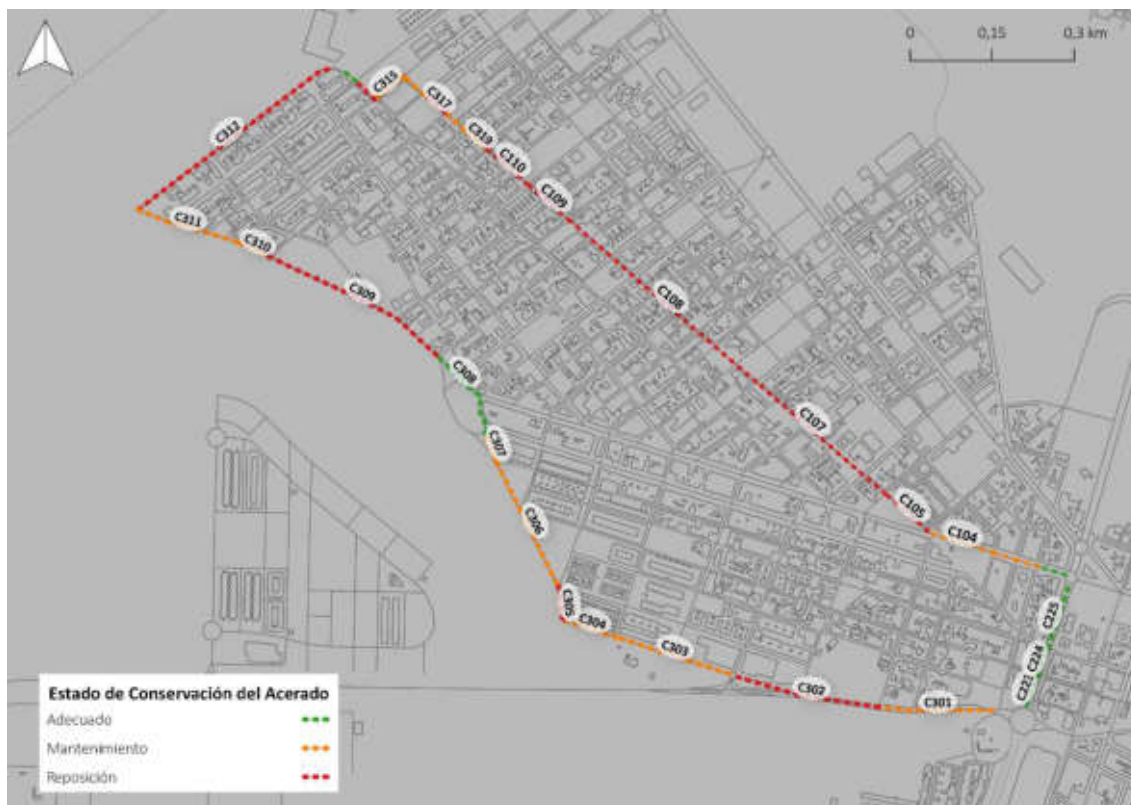 0
0,15
0,3 km
C315
C317
C312
C319
C110
C109
C311
C310
C309
C108
C308
C107
C307
C306
C105
C104
C305
C304
C225
C303
C224
C302
C301
Estado de Conservación del Acerado
Adecuado
Mantenimiento
Reposición